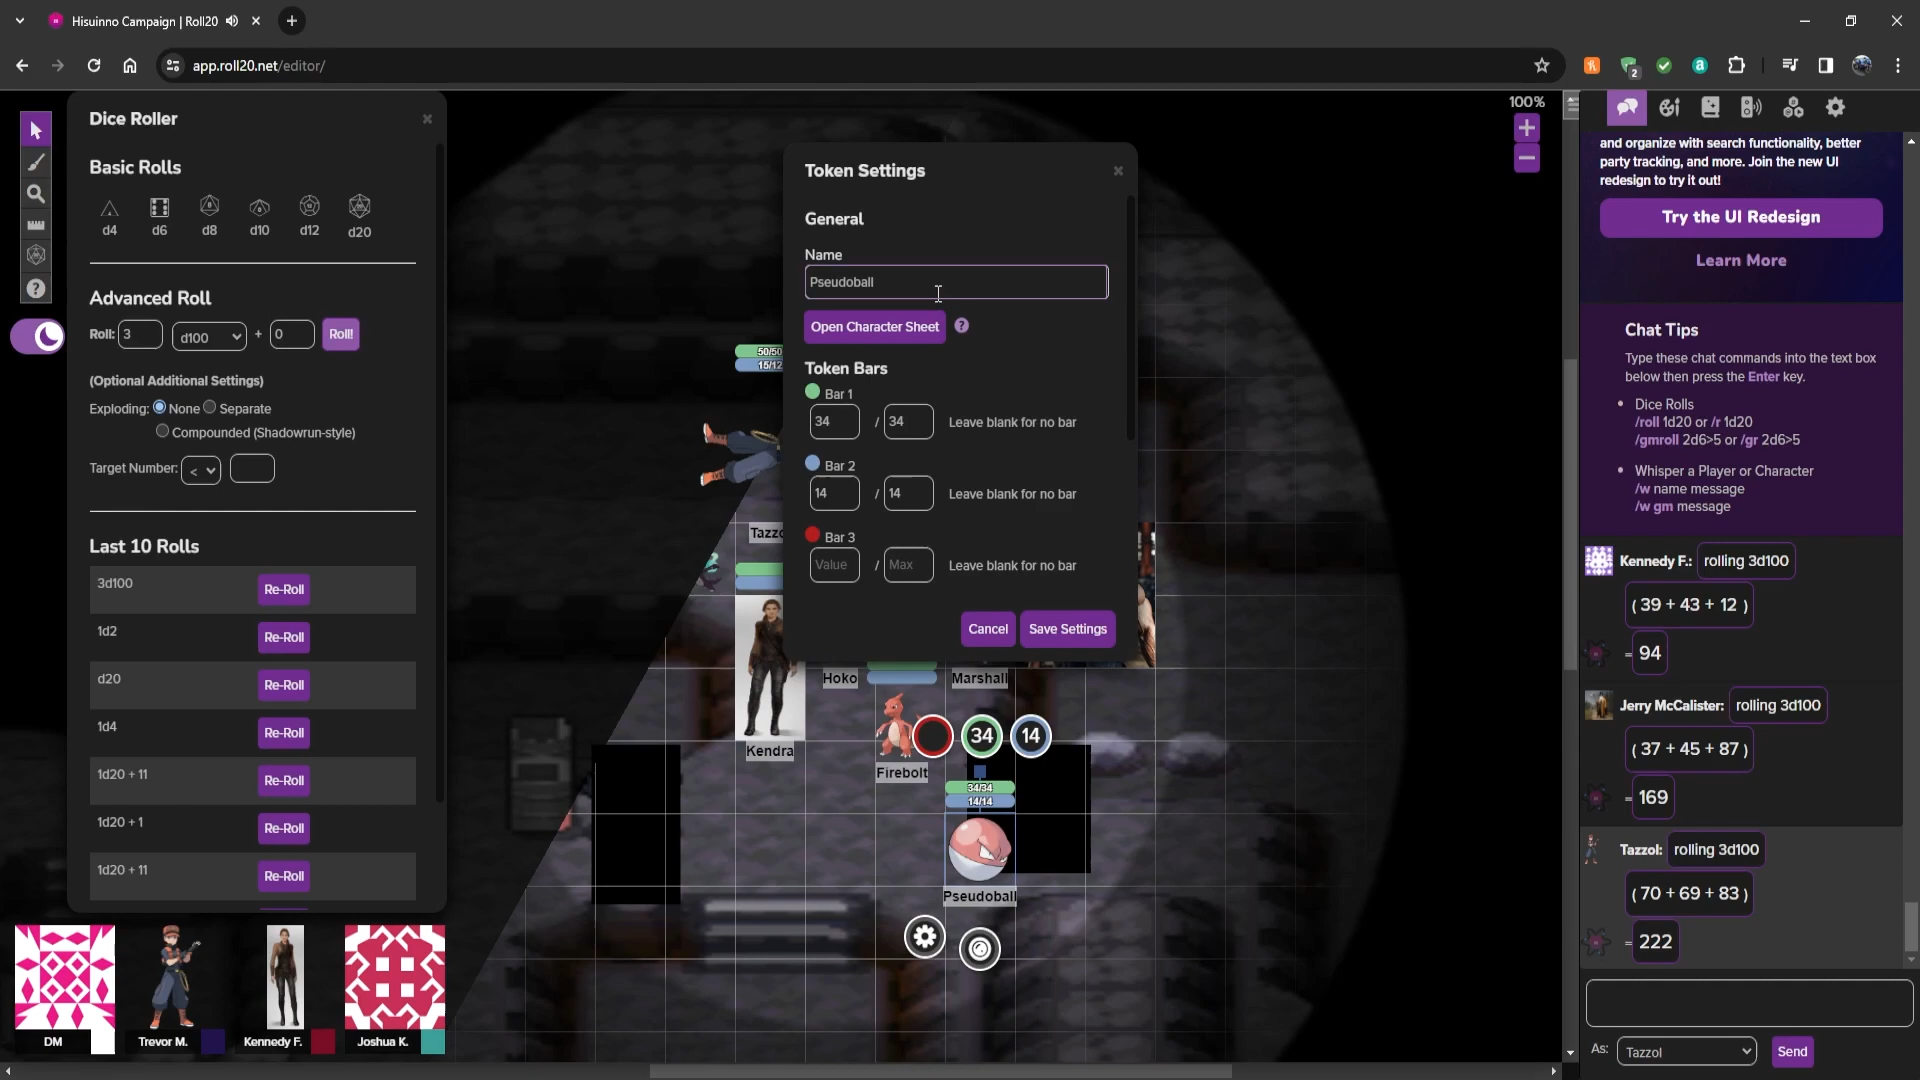 Hisuinno Campaign | Roll20
app.roll20.net/editor/
2
Dice Roller
Basic Rolls
d4
d6
d8
d10
d12
d20
Advanced Roll
Roll: 3 d100 + 0 Roll!
(Optional Additional Settings)
Exploding: None Separate
Compounded (Shadowrun-style)
Target Number: <
Last 10 Rolls
3d100 Re-Roll
1d2 Re-Roll
d20 Re-Roll
1d4 Re-Roll
1d20 + 11 Re-Roll
1d20 + 1 Re-Roll
1d20 + 11 Re-Roll
DM
Trevor M.
Kennedy F.
Joshua K.
50/50
15/12
Tazzo
Kendra
Hoko
Marshall
Firebolt
34
14
34/34
14/14
Pseudoball
Token Settings
General
Name
Pseudoball
Open Character Sheet ?
Token Bars
Bar 1
34 / 34 Leave blank for no bar
Bar 2
14 / 14 Leave blank for no bar
Bar 3
Value / Max Leave blank for no bar
Cancel Save Settings
100%
+
−
and organize with search functionality, better
party tracking, and more. Join the new UI
redesign to try it out!
Try the UI Redesign
Learn More
Chat Tips
Type these chat commands into the text box
below then press the Enter key.
• Dice Rolls
/roll 1d20 or /r 1d20
/gmroll 2d6>5 or /gr 2d6>5
• Whisper a Player or Character
/w name message
/w gm message
Kennedy F.: rolling 3d100
( 39 + 43 + 12 )
= 94
Jerry McCalister: rolling 3d100
( 37 + 45 + 87 )
= 169
Tazzol: rolling 3d100
( 70 + 69 + 83 )
= 222
As: Tazzol Send